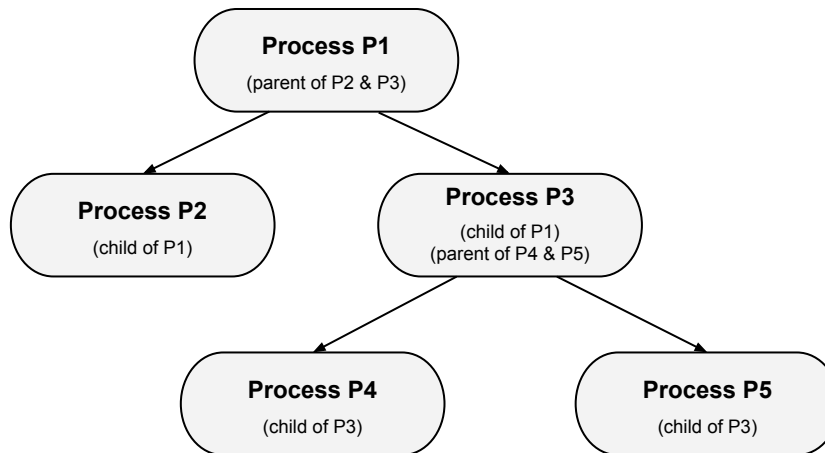 Process P1
(parent of P2 & P3)
Process P2
(child of P1)
Process P3
(child of P1)
(parent of P4 & P5)
Process P4
(child of P3)
Process P5
(child of P3)